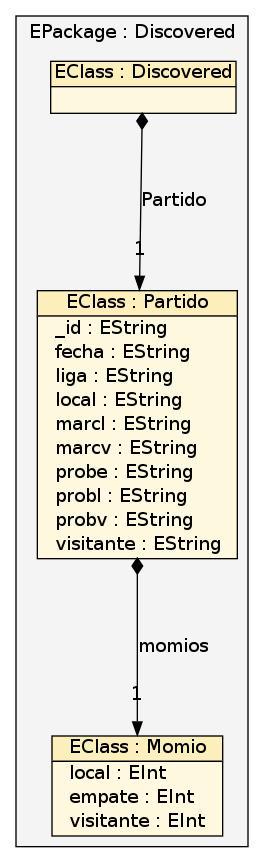 EPackage : Discovered
EClass : Discovered
Partido
1
EClass : Partido
_id : EString
fecha : EString
liga : EString
local : EString
marcl : EString
marcv : EString
probe : EString
probl : EString
probv : EString
visitante : EString
momios
1
EClass : Momio
local : EInt
empate : EInt
visitante : EInt